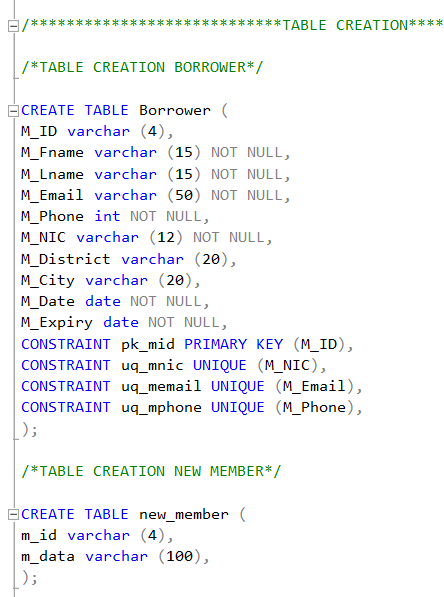 /****************************TABLE CREATION****
/*TABLE CREATION BORROWER*/
CREATE TABLE Borrower (
M_ID varchar (4),
M_Fname varchar (15) NOT NULL,
M_Lname varchar (15) NOT NULL,
M_Email varchar (50) NOT NULL,
M_Phone int NOT NULL,
M_NIC varchar (12) NOT NULL,
M_District varchar (20),
M_City varchar (20),
M_Date date NOT NULL,
M_Expiry date NOT NULL,
CONSTRAINT pk_mid PRIMARY KEY (M_ID),
CONSTRAINT uq_mnic UNIQUE (M_NIC),
CONSTRAINT uq_memail UNIQUE (M_Email),
CONSTRAINT uq_mphone UNIQUE (M_Phone),
);
/*TABLE CREATION NEW MEMBER*/
CREATE TABLE new_member (
m_id varchar (4),
m_data varchar (100),
);